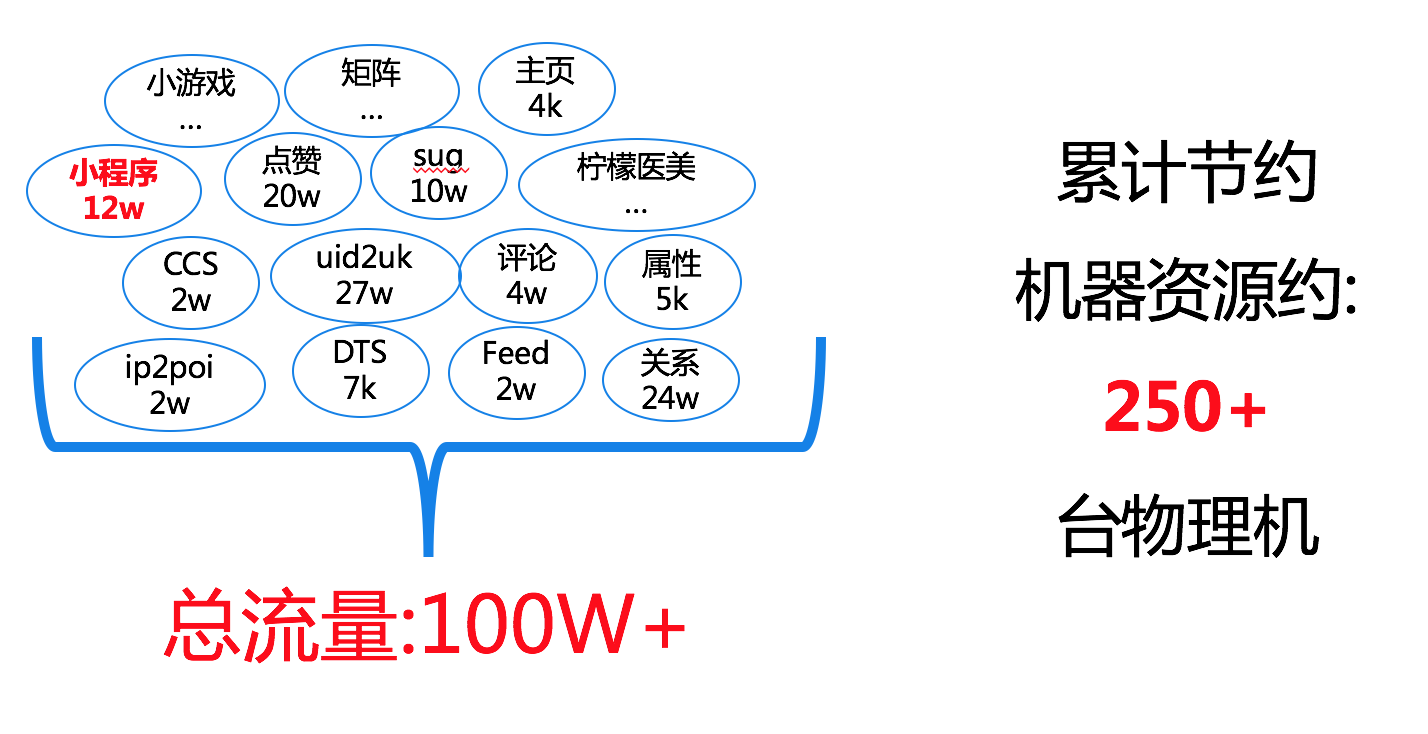 小游戏
...
矩阵
...
主页
4k
小程序
12w
点赞
20w
sug
10w
柠檬医美
...
CCS
2w
uid2uk
27w
评论
4w
属性
5k
ip2poi
2w
DTS
7k
Feed
2w
关系
24w
总流量:100W+
累计节约
机器资源约:
250+
台物理机